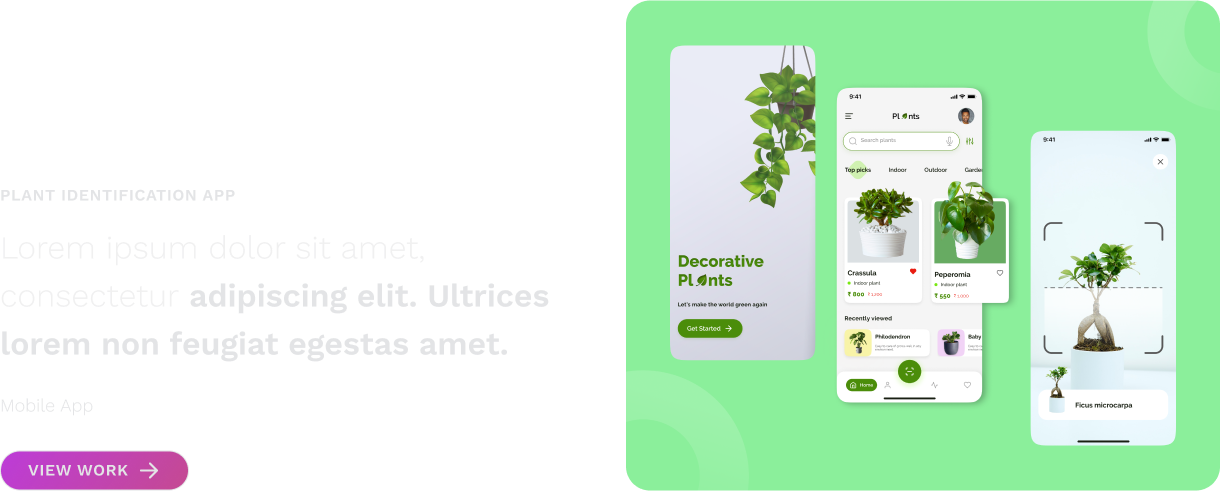 PLANT IDENTIFICATION APP
Lorem ipsum dolor sit amet,
consectetur adipiscing elit. Ultrices
lorem non feugiat egestas amet.
Mobile App
VIEW WORK
Decorative
Plants
Let's make the world green again
Get Started
9:41
Plants
Search plants
Top picks Indoor Outdoor Garde
Crassula
Indoor plant
₹ 800 ₹ 1,200
Peperomia
Indoor plant
₹ 550 ₹ 1,000
Recently viewed
Philodendron
Baby
Home
9:41
Ficus microcarpa